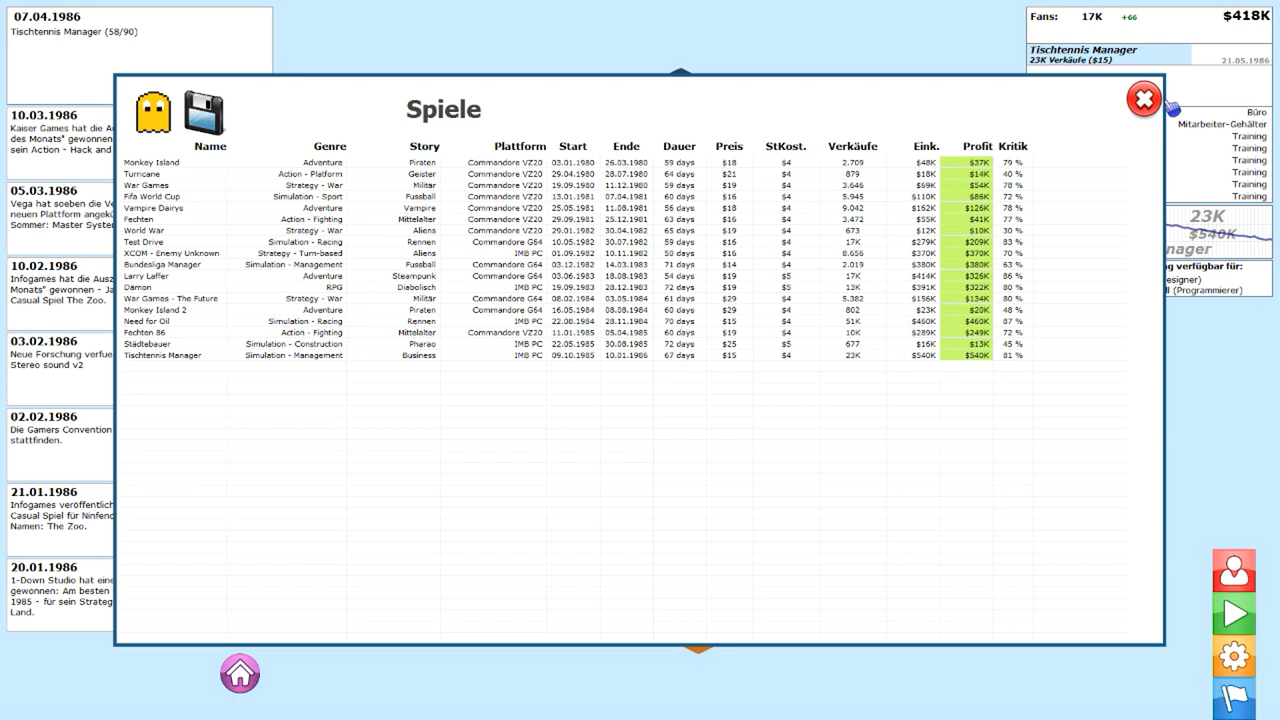 07.04.1986
Tischtennis Manager (58/90)
10.03.1986
Kaiser Games hat die Au
des Monats" gewonnen
sein Action - Hack and
05.03.1986
Vega hat soeben die Ve
neuen Plattform angekü
Sommer: Master System
10.02.1986
Infogames hat die Ausz
Monats" gewonnen - Ja
Casual Spiel The Zoo.
03.02.1986
Neue Forschung verfue
Stereo sound v2
02.02.1986
Die Gamers Convention
stattfinden.
21.01.1986
Infogames veröffentlich
Casual Spiel für Ninfend
Namen: The Zoo.
20.01.1986
1-Down Studio hat eine
gewonnen: Am besten
1985 - für sein Strateg
Land.
Spiele
Name Genre Story Plattform Start Ende Dauer Preis StKost. Verkäufe Eink. Profit Kritik
Monkey Island Adventure Piraten Commandore VZ20 03.01.1980 26.03.1980 59 days $18 $4 2.709 $48K $37K 79 %
Turricane Action - Platform Geister Commandore VZ20 29.04.1980 28.07.1980 64 days $21 $4 879 $18K $14K 40 %
War Games Strategy - War Militär Commandore VZ20 19.09.1980 11.12.1980 59 days $19 $4 3.646 $69K $54K 78 %
Fifa World Cup Simulation - Sport Fussball Commandore VZ20 13.01.1981 07.04.1981 60 days $16 $4 5.945 $110K $86K 72 %
Vampire Dairys Adventure Vampire Commandore VZ20 25.05.1981 11.08.1981 56 days $18 $4 9.042 $162K $126K 78 %
Fechten Action - Fighting Mittelalter Commandore VZ20 29.09.1981 25.12.1981 63 days $16 $4 3.472 $55K $41K 77 %
World War Strategy - War Aliens Commandore VZ20 29.01.1982 30.04.1982 65 days $19 $4 673 $12K $10K 30 %
Test Drive Simulation - Racing Rennen Commandore G64 10.05.1982 30.07.1982 59 days $16 $4 17K $279K $209K 83 %
XCOM - Enemy Unknown Strategy - Turn-based Aliens IMB PC 01.09.1982 10.11.1982 50 days $16 $4 8.656 $370K $370K 70 %
Bundesliga Manager Simulation - Management Fussball Commandore G64 03.12.1982 14.03.1983 71 days $14 $4 2.019 $380K $380K 63 %
Larry Laffer Adventure Steampunk Commandore G64 03.06.1983 18.08.1983 54 days $19 $5 17K $414K $326K 86 %
Dämon RPG Diabolisch IMB PC 19.09.1983 28.12.1983 72 days $19 $5 13K $391K $322K 80 %
War Games - The Future Strategy - War Militär Commandore G64 08.02.1984 03.05.1984 61 days $29 $4 5.382 $156K $134K 80 %
Monkey Island 2 Adventure Piraten Commandore G64 16.05.1984 08.08.1984 60 days $29 $4 802 $23K $20K 48 %
Need for Oil Simulation - Racing Rennen IMB PC 22.08.1984 28.11.1984 70 days $15 $4 51K $460K $460K 87 %
Fechten 86 Action - Fighting Mittelalter Commandore VZ20 11.01.1985 05.04.1985 60 days $19 $4 10K $289K $249K 72 %
Städtebauer Simulation - Construction Pharao IMB PC 22.05.1985 30.08.1985 72 days $25 $5 677 $16K $13K 45 %
Tischtennis Manager Simulation - Management Business IMB PC 09.10.1985 10.01.1986 67 days $15 $4 23K $540K $540K 81 %
Fans: 17K +66 $418K
Tischtennis Manager
23K Verkäufe ($15) 21.05.1986
Büro
Mitarbeiter-Gehälter
Training
Training
Training
Training
Training
Training
23K
$540K
nager
ng verfügbar für:
esigner)
ll (Programmierer)